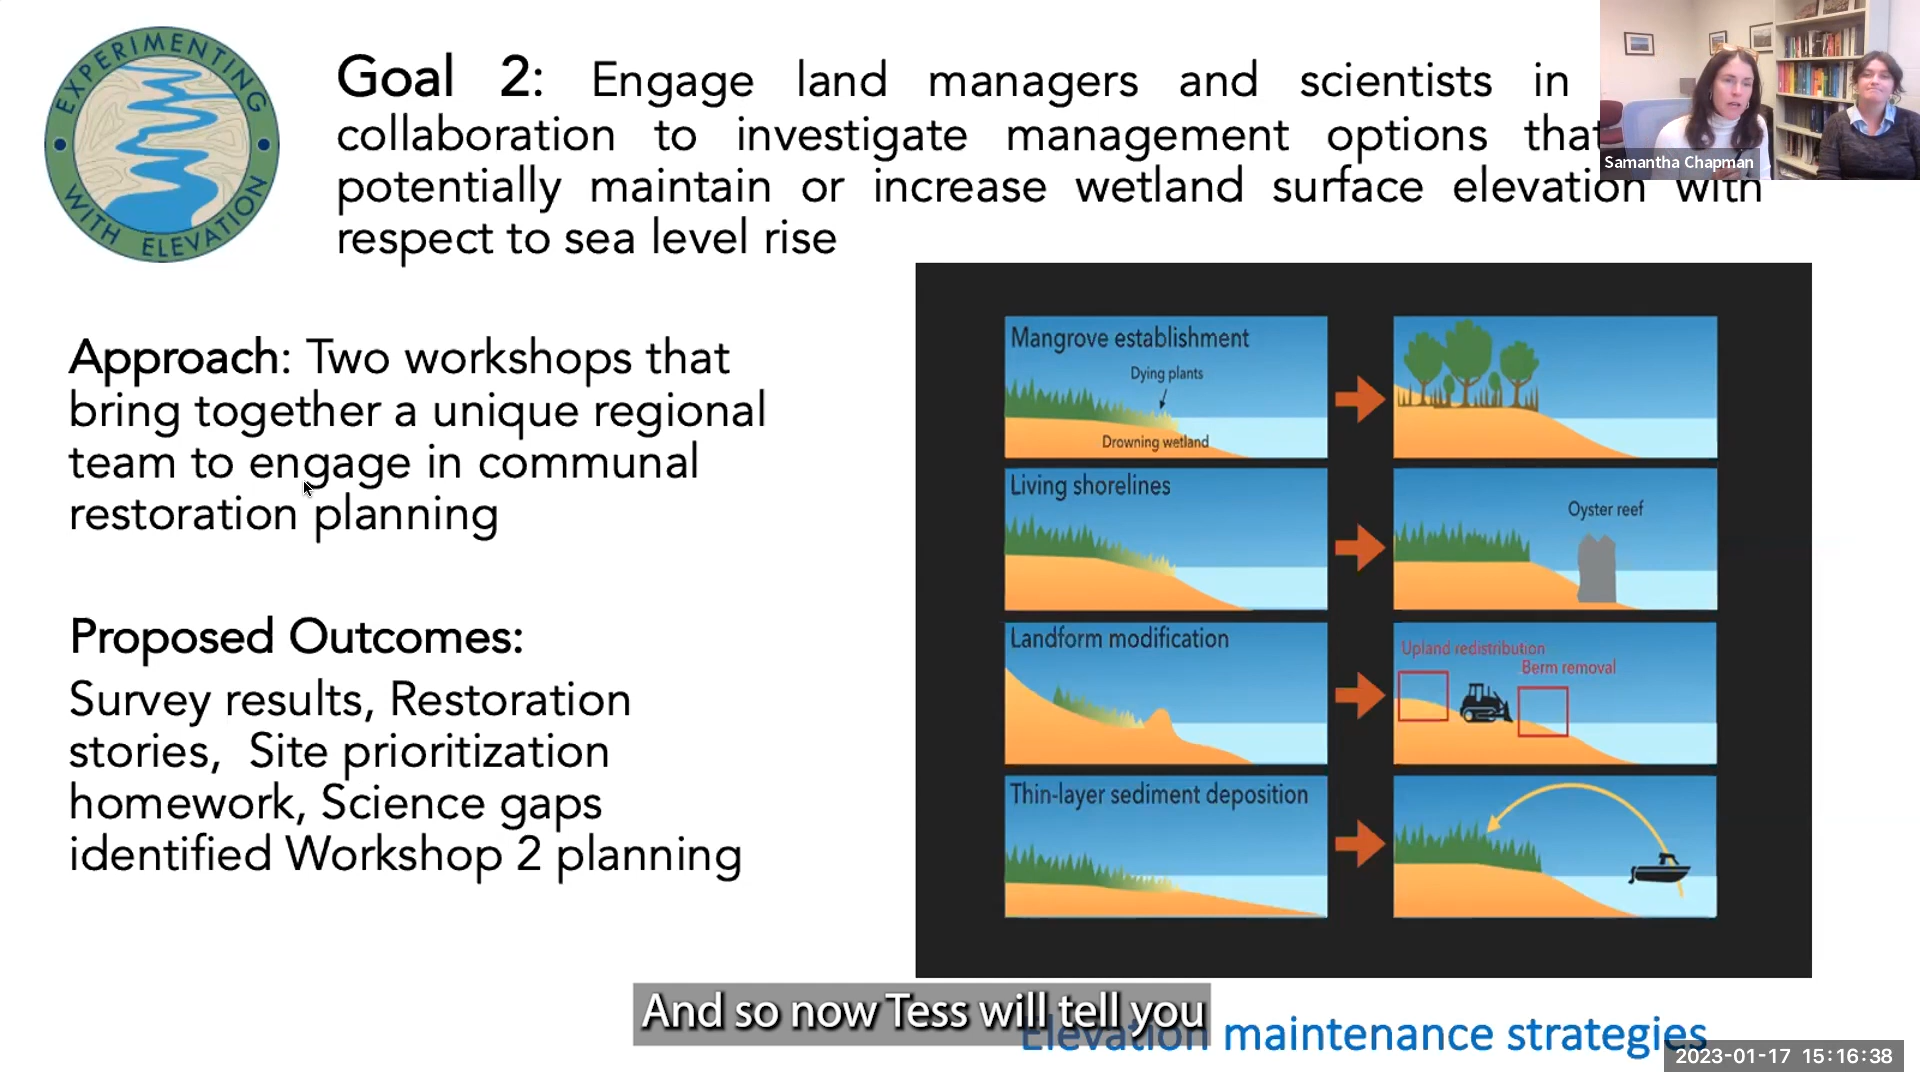 EXPERIMENTING
WITH ELEVATION
Goal 2: Engage land managers and scientists in
collaboration to investigate management options that
potentially maintain or increase wetland surface elevation with
respect to sea level rise
Samantha Chapman
Approach: Two workshops that
bring together a unique regional
team to engage in communal
restoration planning
Proposed Outcomes:
Survey results, Restoration
stories, Site prioritization
homework, Science gaps
identified Workshop 2 planning
Mangrove establishment
Dying plants
Drowning wetland
Living shorelines
Oyster reef
Landform modification
Upland redistribution
Berm removal
Thin-layer sediment deposition
And so now Tess will tell you
Elevation maintenance strategies
2023-01-17 15:16:38